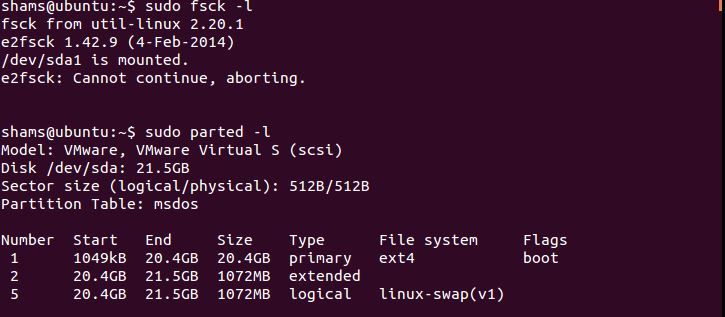 shams@ubuntu:~$ sudo fsck -l
fsck from util-linux 2.20.1
e2fsck 1.42.9 (4-Feb-2014)
/dev/sda1 is mounted.
e2fsck: Cannot continue, aborting.
shams@ubuntu:~$ sudo parted -l
Model: VMware, VMware Virtual S (scsi)
Disk /dev/sda: 21.5GB
Sector size (logical/physical): 512B/512B
Partition Table: msdos
Number  Start   End     Size    Type      File system     Flags
 1      1049kB  20.4GB  20.4GB  primary   ext4            boot
 2      20.4GB  21.5GB  1072MB  extended
 5      20.4GB  21.5GB  1072MB  logical   linux-swap(v1)